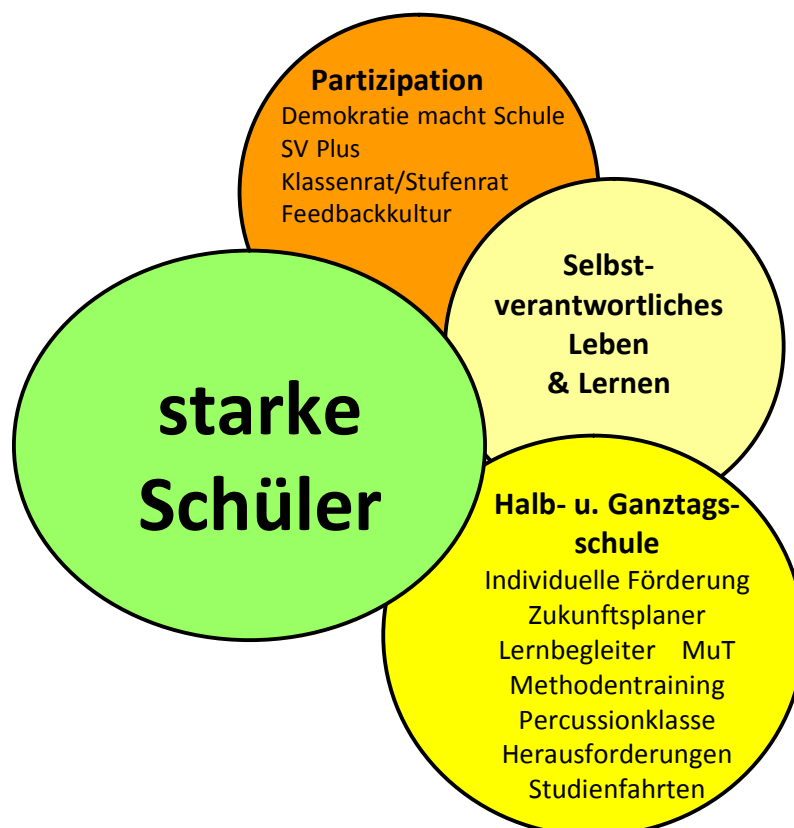 Partizipation
Demokratie macht Schule
SV Plus
Klassenrat/Stufenrat
Feedbackkultur
Selbst-
verantwortliches
Leben
& Lernen
starke
Schüler
Halb- u. Ganztags-
schule
Individuelle Förderung
Zukunftsplaner
Lernbegleiter MuT
Methodentraining
Percussionklasse
Herausforderungen
Studienfahrten